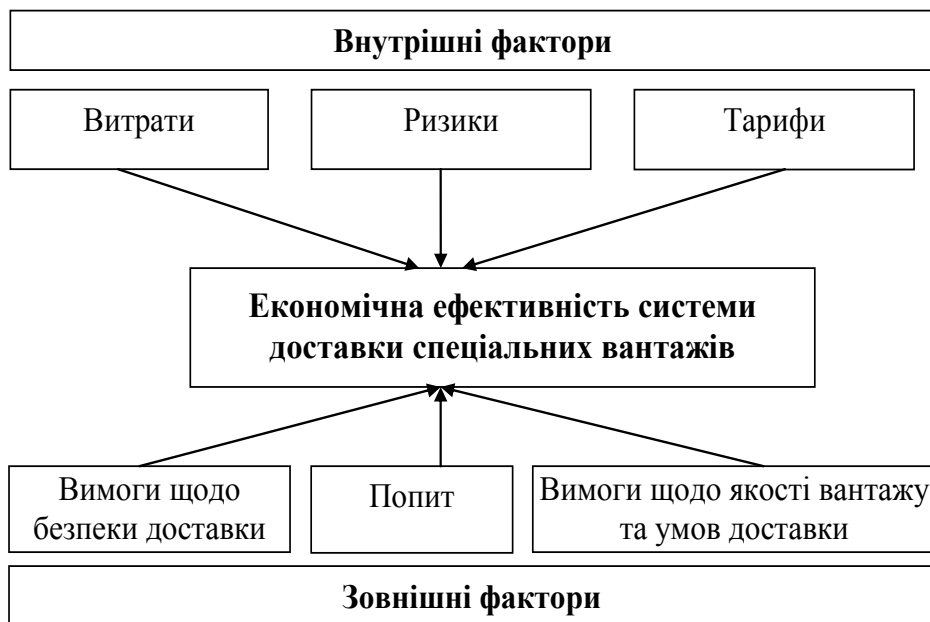 Внутрішні фактори
Витрати
Ризики
Тарифи
Економічна ефективність системи
доставки спеціальних вантажів
Вимоги щодо
безпеки доставки
Попит
Вимоги щодо якості вантажу
та умов доставки
Зовнішні фактори